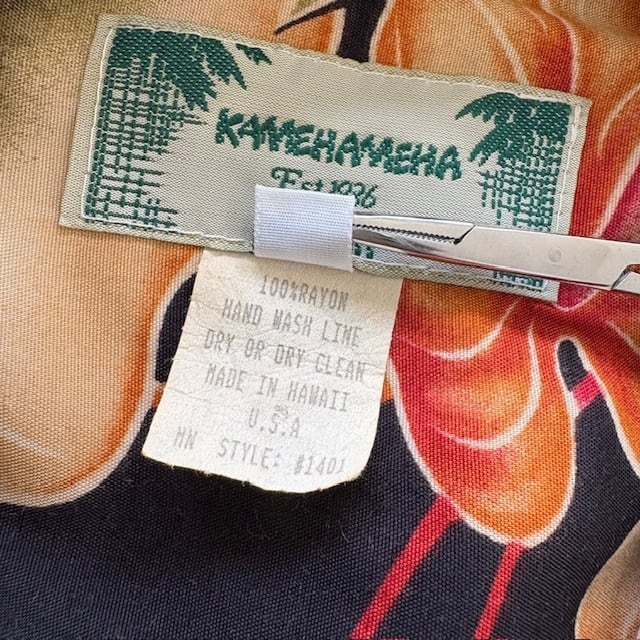 KAMEHAMEHA
Est 1936
100%RAYON
HAND WASH LINE
DRY OR DRY CLEAN
MADE IN HAWAII
U.S.A
HN STYLE: #1401